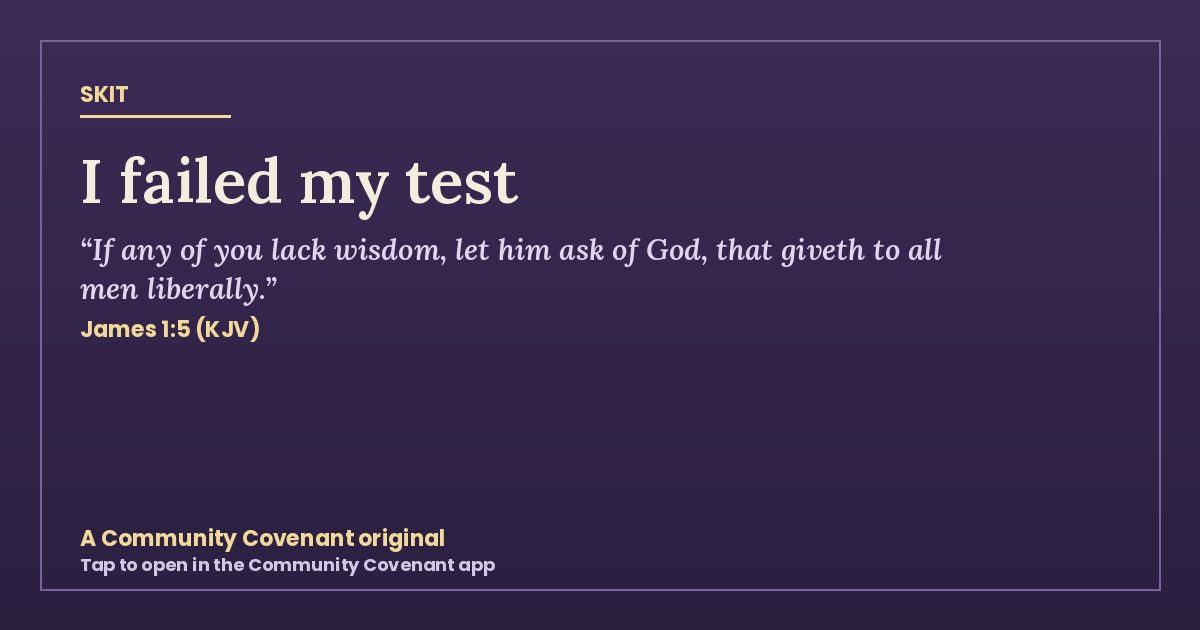 SKIT
I failed my test
“If any of you lack wisdom, let him ask of God, that giveth to all
men liberally.”
James 1:5 (KJV)
A Community Covenant original
Tap to open in the Community Covenant app